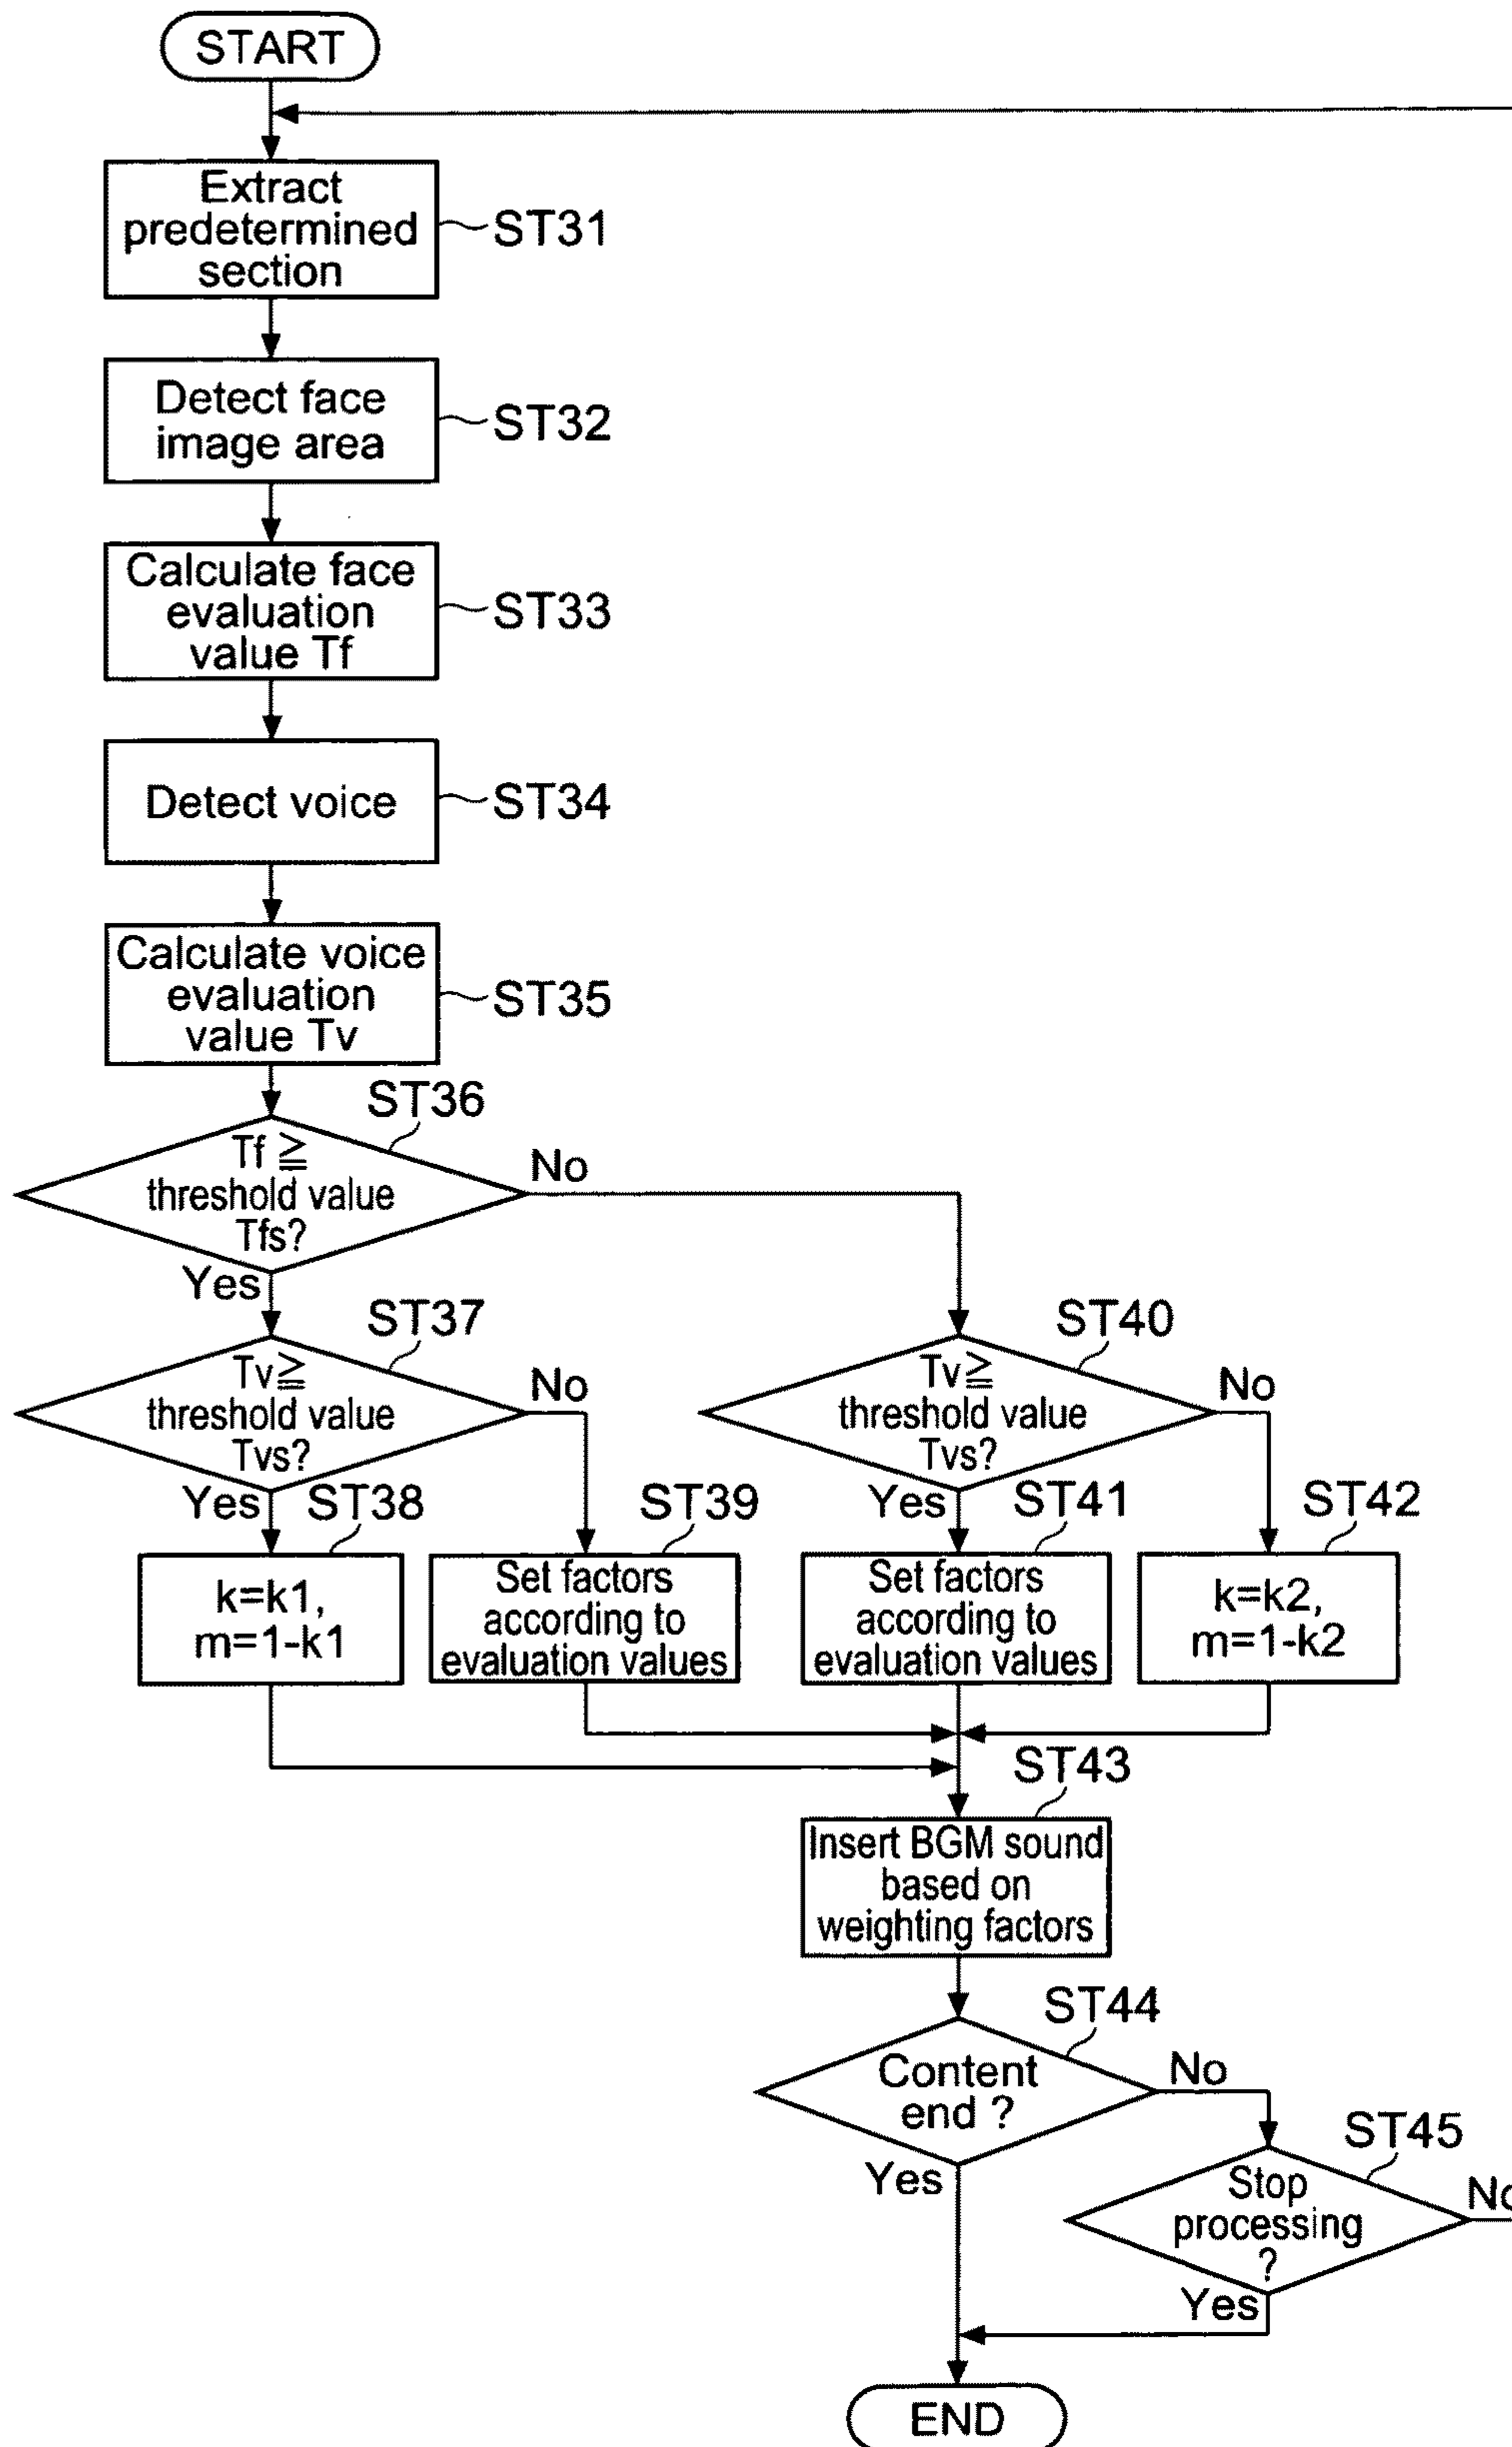 START
Extract
predetermined
section
ST31
Detect face
image area
ST32
Calculate face
evaluation
value Tf
ST33
Detect voice
ST34
Calculate voice
evaluation
value Tv
ST35
ST36
Tf ≧
threshold value
Tfs?
No
Yes
ST37
Tv≧
threshold value
Tvs?
No
Yes
ST40
Tv≧
threshold value
Tvs?
No
Yes
ST38
k=k1,
m=1-k1
ST39
Set factors
according to
evaluation values
ST41
Set factors
according to
evaluation values
ST42
k=k2,
m=1-k2
ST43
Insert BGM sound
based on
weighting factors
ST44
Content
end ?
No
Yes
ST45
Stop
processing
?
No
Yes
END